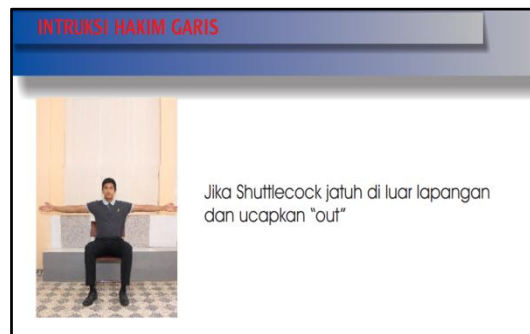 INTRUKSI HAKIM GARIS
Jika Shuttlecock jatuh di luar lapangan
dan ucapkan “out”